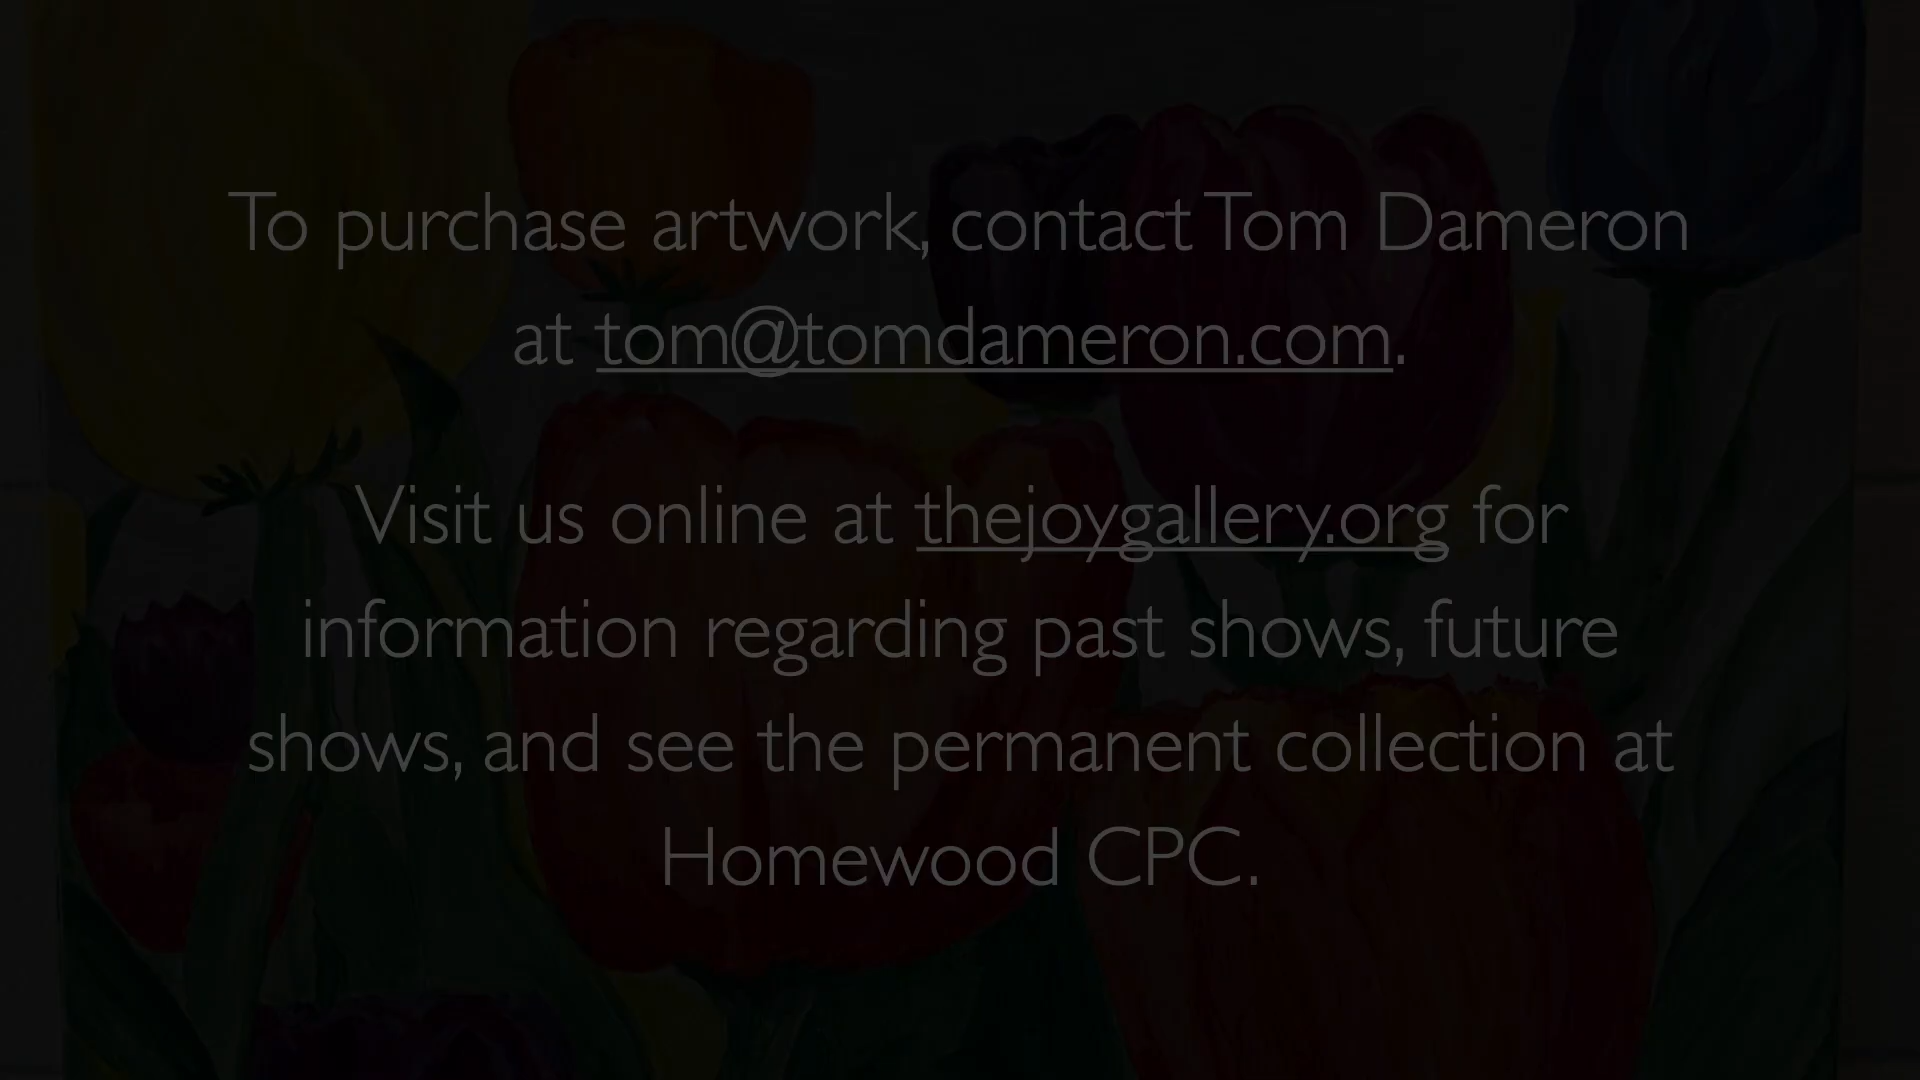 To purchase artwork, contact Tom Dameron
at tom@tomdameron.com.
Visit us online at thejoygallery.org for
information regarding past shows, future
shows, and see the permanent collection at
Homewood CPC.